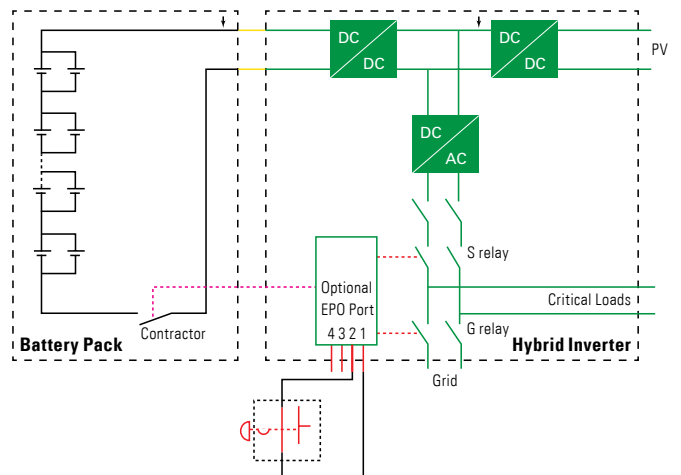 DC
DC
DC
DC
PV
DC
AC
S relay
Optional
EPO Port
4 3 2 1
Critical Loads
Contractor
G relay
Battery Pack
Hybrid Inverter
Grid